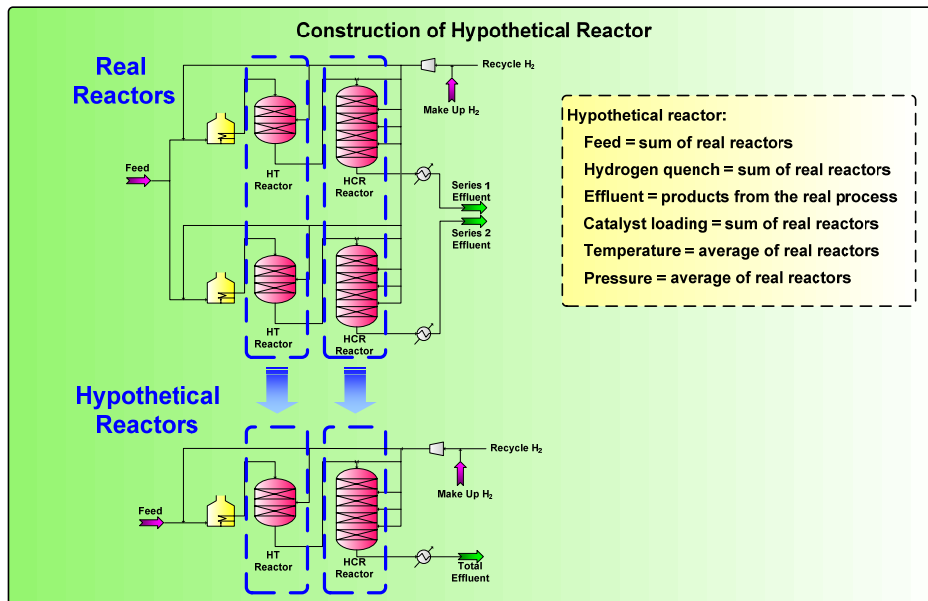 Construction of Hypothetical Reactor
Real
Reactors
Recycle H₂
Make Up H₂
Feed
HT
Reactor
HCR
Reactor
Series 1
Effluent
Series 2
Effluent
HT
Reactor
HCR
Reactor
Hypothetical reactor:
Feed = sum of real reactors
Hydrogen quench = sum of real reactors
Effluent = products from the real process
Catalyst loading = sum of real reactors
Temperature = average of real reactors
Pressure = average of real reactors
Hypothetical
Reactors
Recycle H₂
Make Up H₂
Feed
HT
Reactor
HCR
Reactor
Total
Effluent